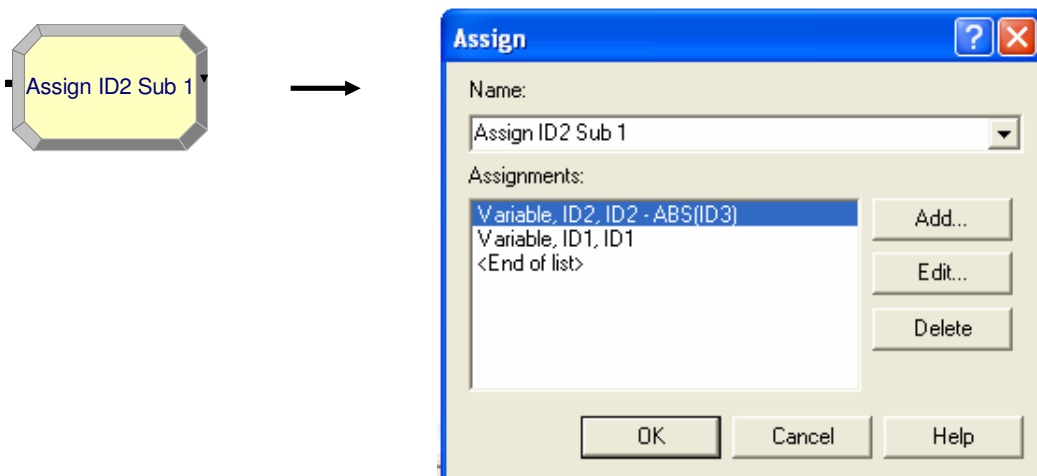 Assign ID2 Sub 1
Assign
?
Name:
Assign ID2 Sub 1
Assignments:
Variable, ID2, ID2 - ABS(ID3)
Variable, ID1, ID1
<End of list>
Add...
Edit...
Delete
OK
Cancel
Help